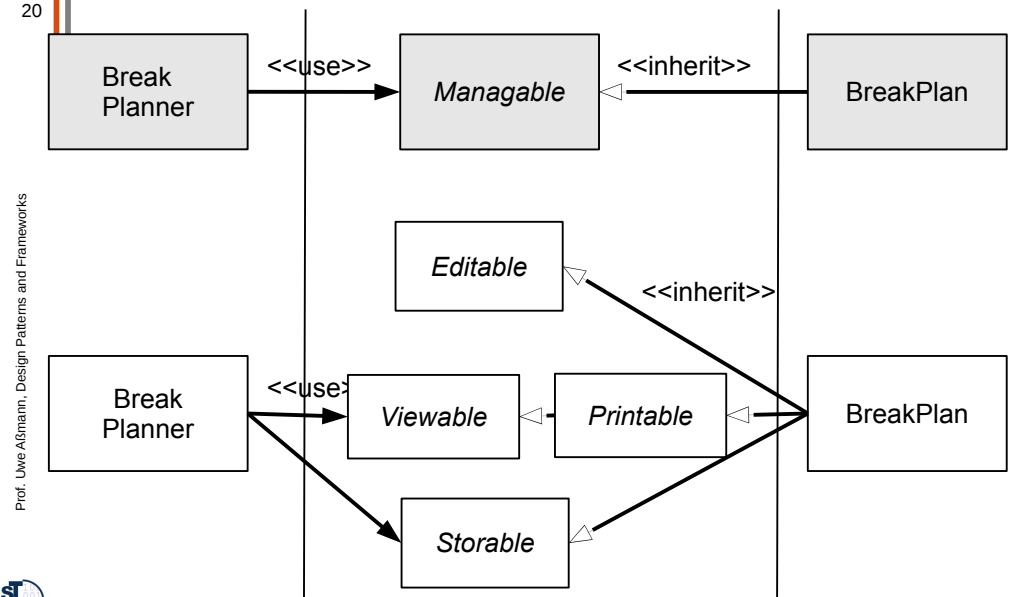 20
Break
Planner
<<use>>
Managable
<<inherit>>
BreakPlan
Prof. Uwe Aßmann, Design Patterns and Frameworks
Editable
<<inherit>>
Break
Planner
<<use>
Viewable
Printable
BreakPlan
Storable
ST